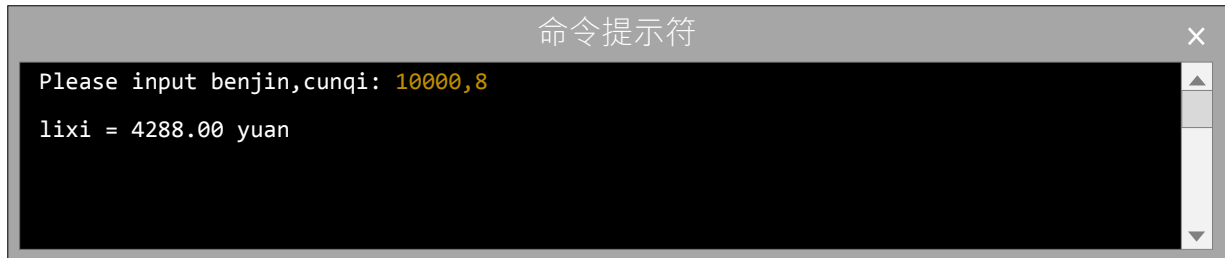 命令提示符
Please input benjin,cunqi: 10000,8
lixi = 4288.00 yuan